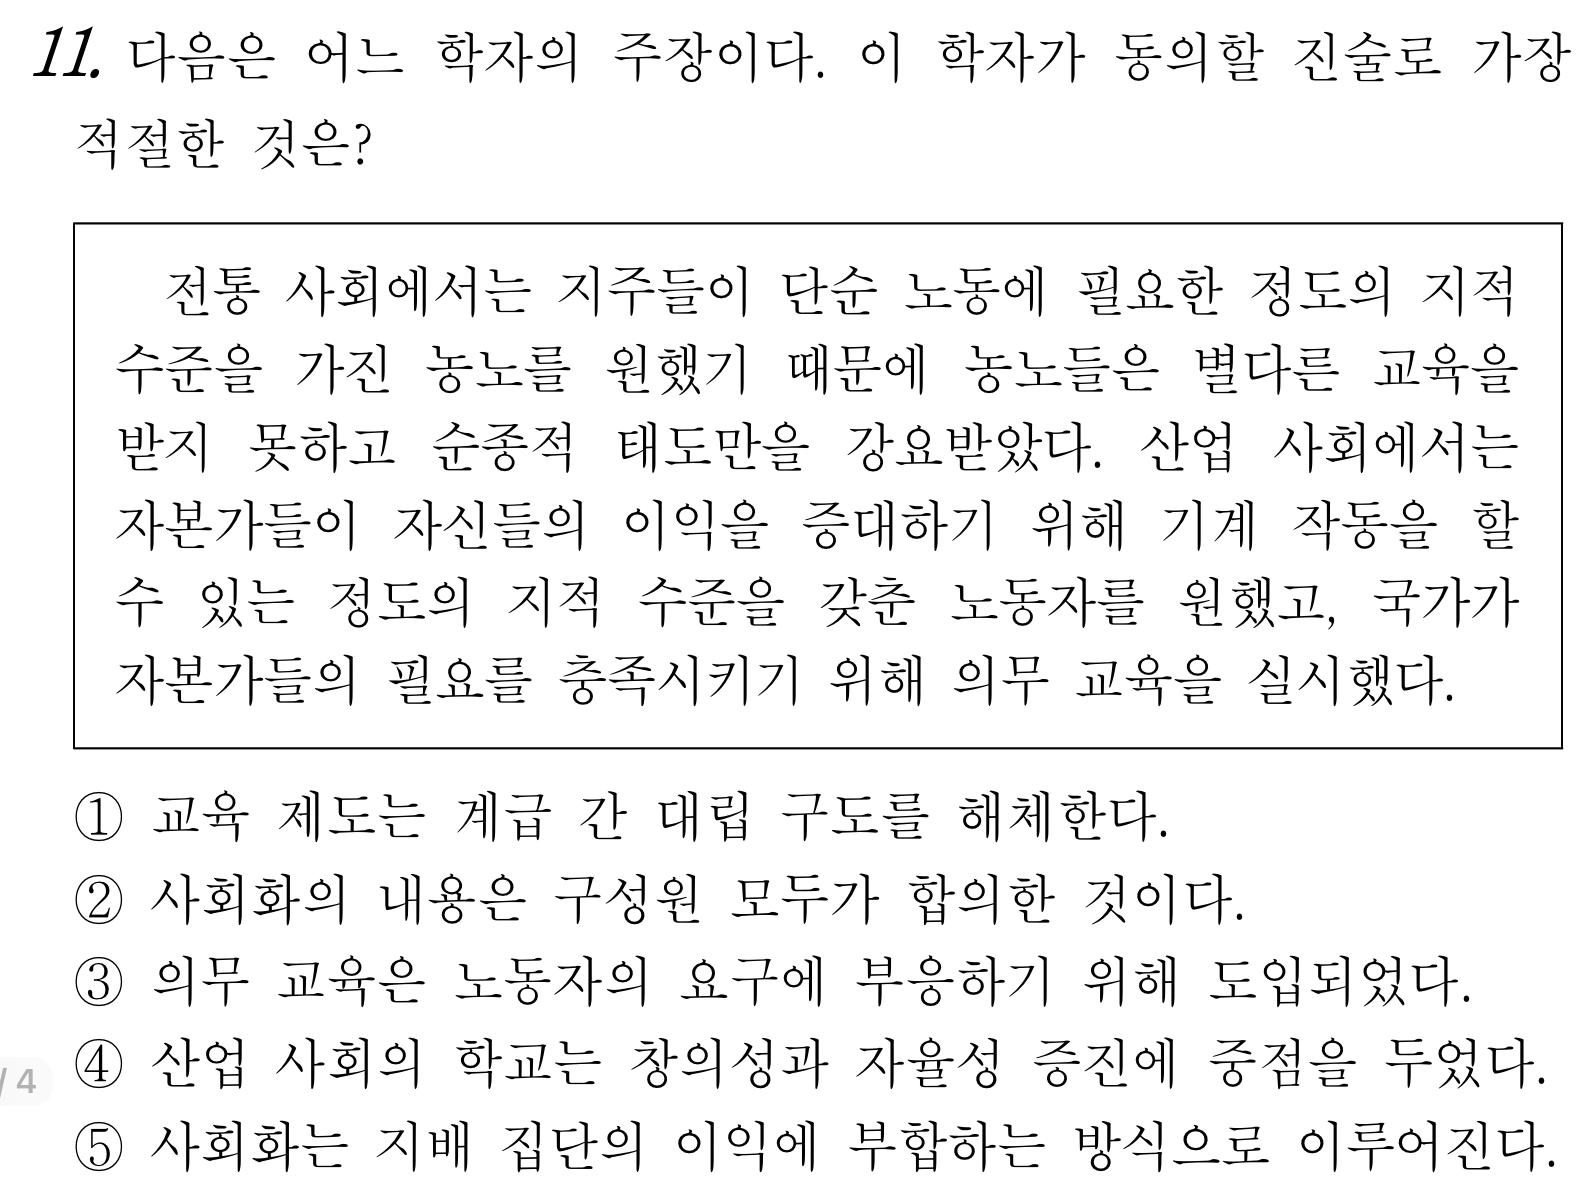 11. 다음은 어느 학자의 주장이다. 이 학자가 동의할 진술로 가장
적절한 것은?
전통 사회에서는 지주들이 단순 노동에 필요한 정도의 지적
수준을 가진 농노를 원했기 때문에 농노들은 별다른 교육을
받지 못하고 순종적 태도만을 강요받았다. 산업 사회에서는
자본가들이 자신들의 이익을 증대하기 위해 기계 작동을 할
수 있는 정도의 지적 수준을 갖춘 노동자를 원했고, 국가가
자본가들의 필요를 충족시키기 위해 의무 교육을 실시했다.
① 교육 제도는 계급 간 대립 구도를 해체한다.
② 사회화의 내용은 구성원 모두가 합의한 것이다.
③ 의무 교육은 노동자의 요구에 부응하기 위해 도입되었다.
④ 산업 사회의 학교는 창의성과 자율성 증진에 중점을 두었다.
/ 4
⑤ 사회화는 지배 집단의 이익에 부합하는 방식으로 이루어진다.